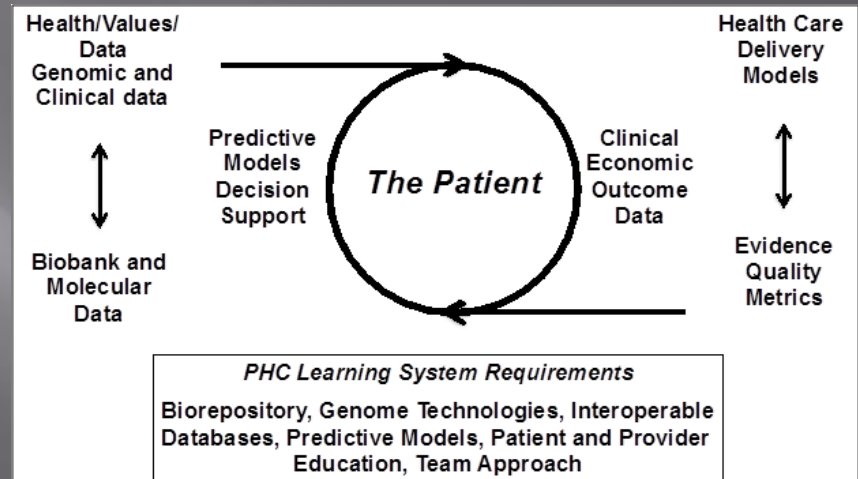 Health/Values/
Data
Genomic and
Clinical data
Biobank and
Molecular
Data
Predictive
Models
Decision
Support
The Patient
Clinical
Economic
Outcome
Data
Health Care
Delivery
Models
Evidence
Quality
Metrics
PHC Learning System Requirements
Biorepository, Genome Technologies, Interoperable
Databases, Predictive Models, Patient and Provider
Education, Team Approach